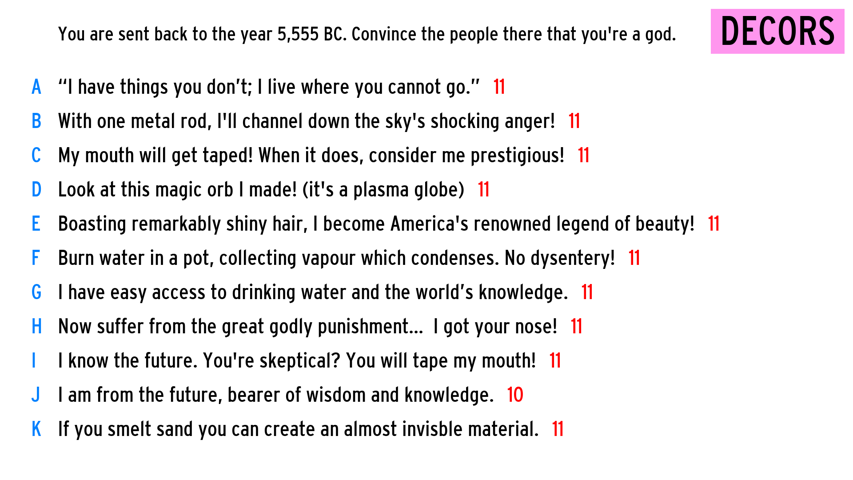 You are sent back to the year 5,555 BC. Convince the people there that you're a god.
DECORS
A “I have things you don’t; I live where you cannot go.” 11
B With one metal rod, I'll channel down the sky's shocking anger! 11
C My mouth will get taped! When it does, consider me prestigious! 11
D Look at this magic orb I made! (it's a plasma globe) 11
E Boasting remarkably shiny hair, I become America's renowned legend of beauty! 11
F Burn water in a pot, collecting vapour which condenses. No dysentery! 11
G I have easy access to drinking water and the world’s knowledge. 11
H Now suffer from the great godly punishment... I got your nose! 11
I I know the future. You're skeptical? You will tape my mouth! 11
J I am from the future, bearer of wisdom and knowledge. 10
K If you smelt sand you can create an almost invisble material. 11